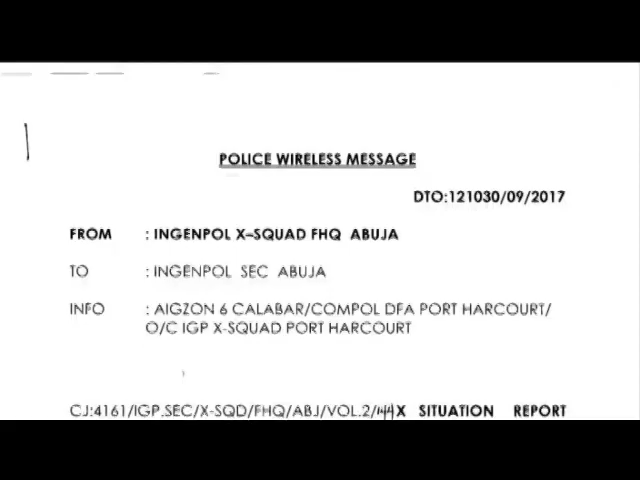 POLICE WIRELESS MESSAGE
DTO:121030/09/2017
FROM : INGENPOL X–SQUAD FHQ ABUJA
TO : INGENPOL SEC ABUJA
INFO : AIGZON 6 CALABAR/COMPOL DFA PORT HARCOURT/
O/C IGP X-SQUAD PORT HARCOURT
CJ:4161/IGP.SEC/X-SQD/FHQ/ABJ/VOL.2/144X SITUATION REPORT